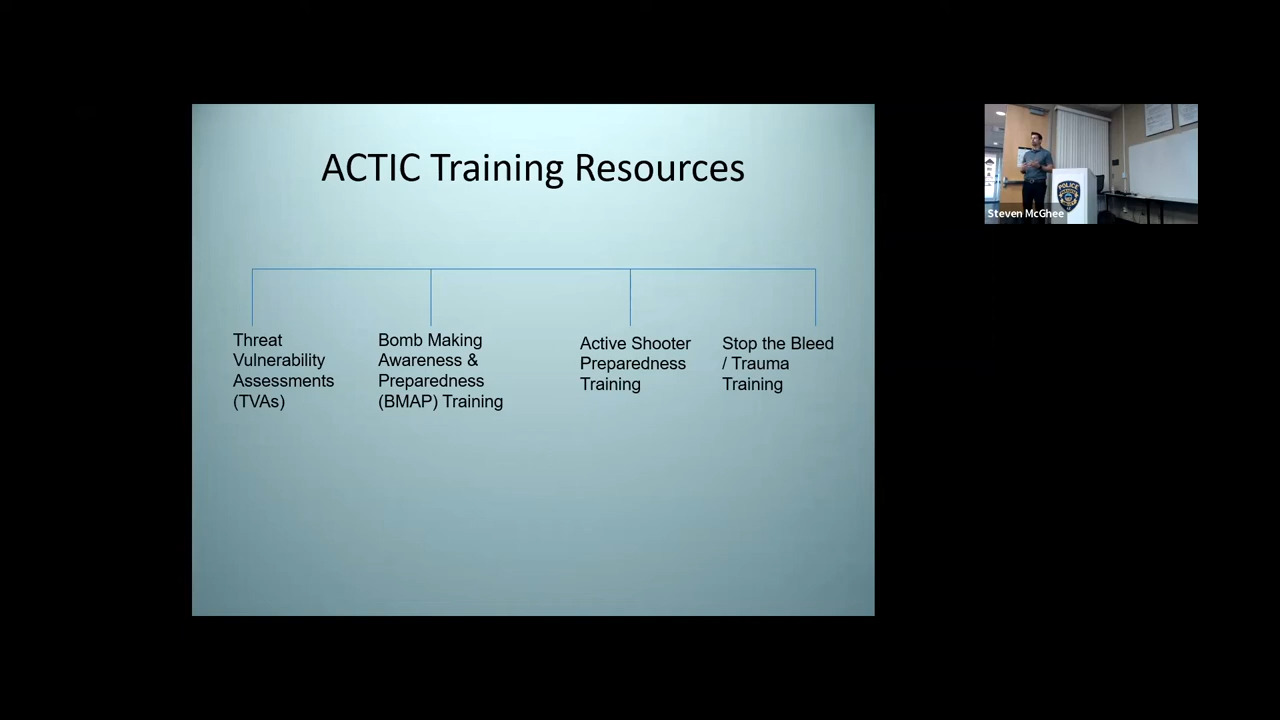 ACTIC Training Resources
Threat
Vulnerability
Assessments
(TVAs)
Bomb Making
Awareness &
Preparedness
(BMAP) Training
Active Shooter
Preparedness
Training
Stop the Bleed
/ Trauma
Training
Steven McGhee
POLICE